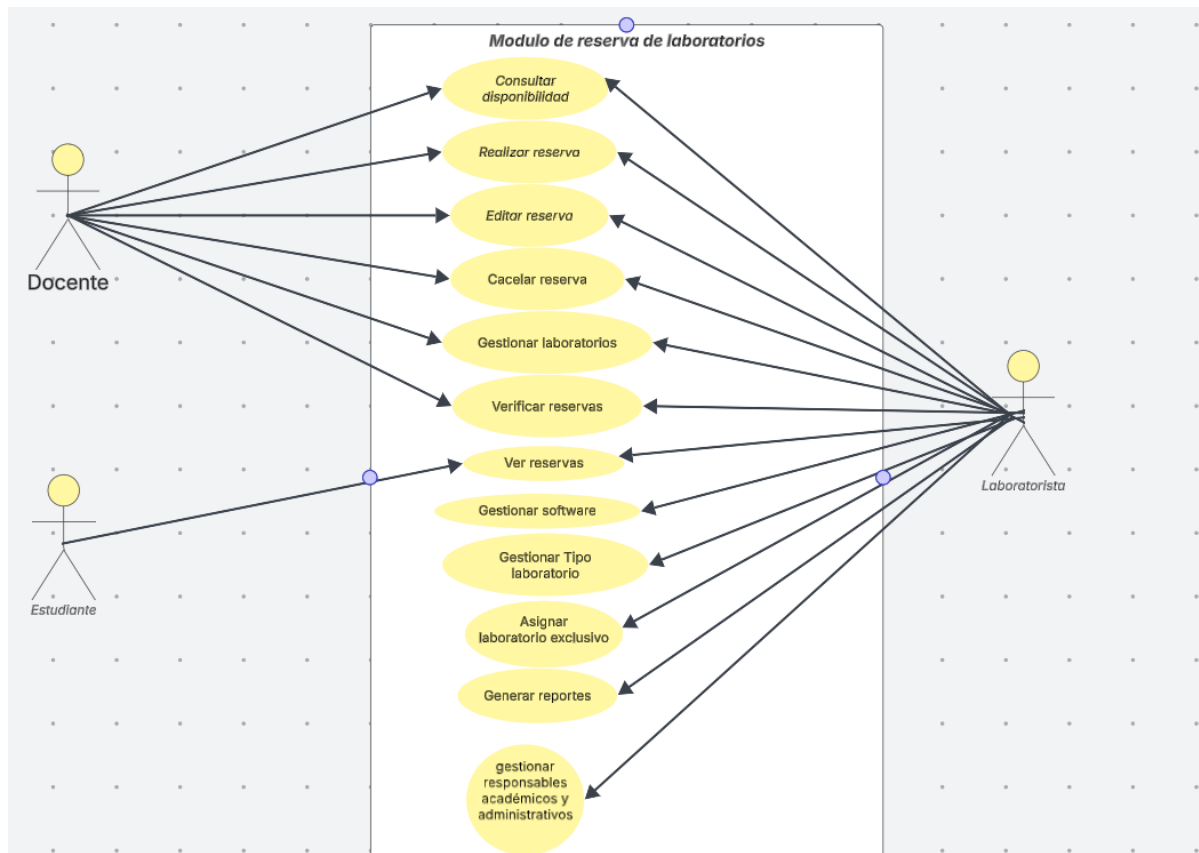 Modulo de reserva de laboratorios
Consultar
disponibilidad
Realizar reserva
Editar reserva
Docente
Cacelar reserva
Gestionar laboratorios
Verificar reservas
Ver reservas
Laboratorista
Gestionar software
Gestionar Tipo
laboratorio
Estudiante
Asignar
laboratorio exclusivo
Generar reportes
gestionar
responsables
académicos y
administrativos